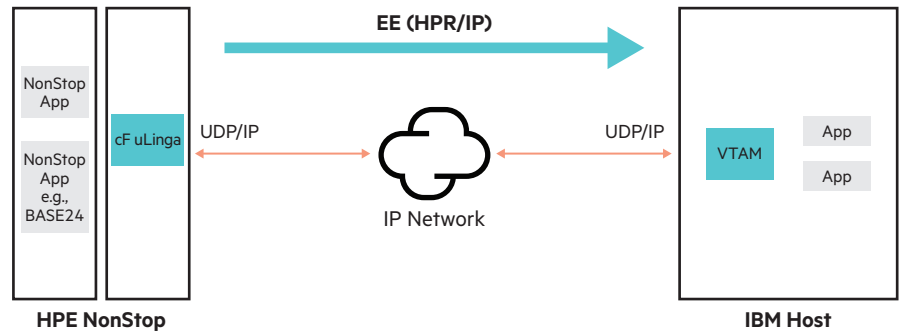 EE (HPR/IP)
NonStop
App
NonStop
App
e.g.,
BASE24
cF uLinga
UDP/IP
IP Network
UDP/IP
VTAM
App
App
HPE NonStop
IBM Host